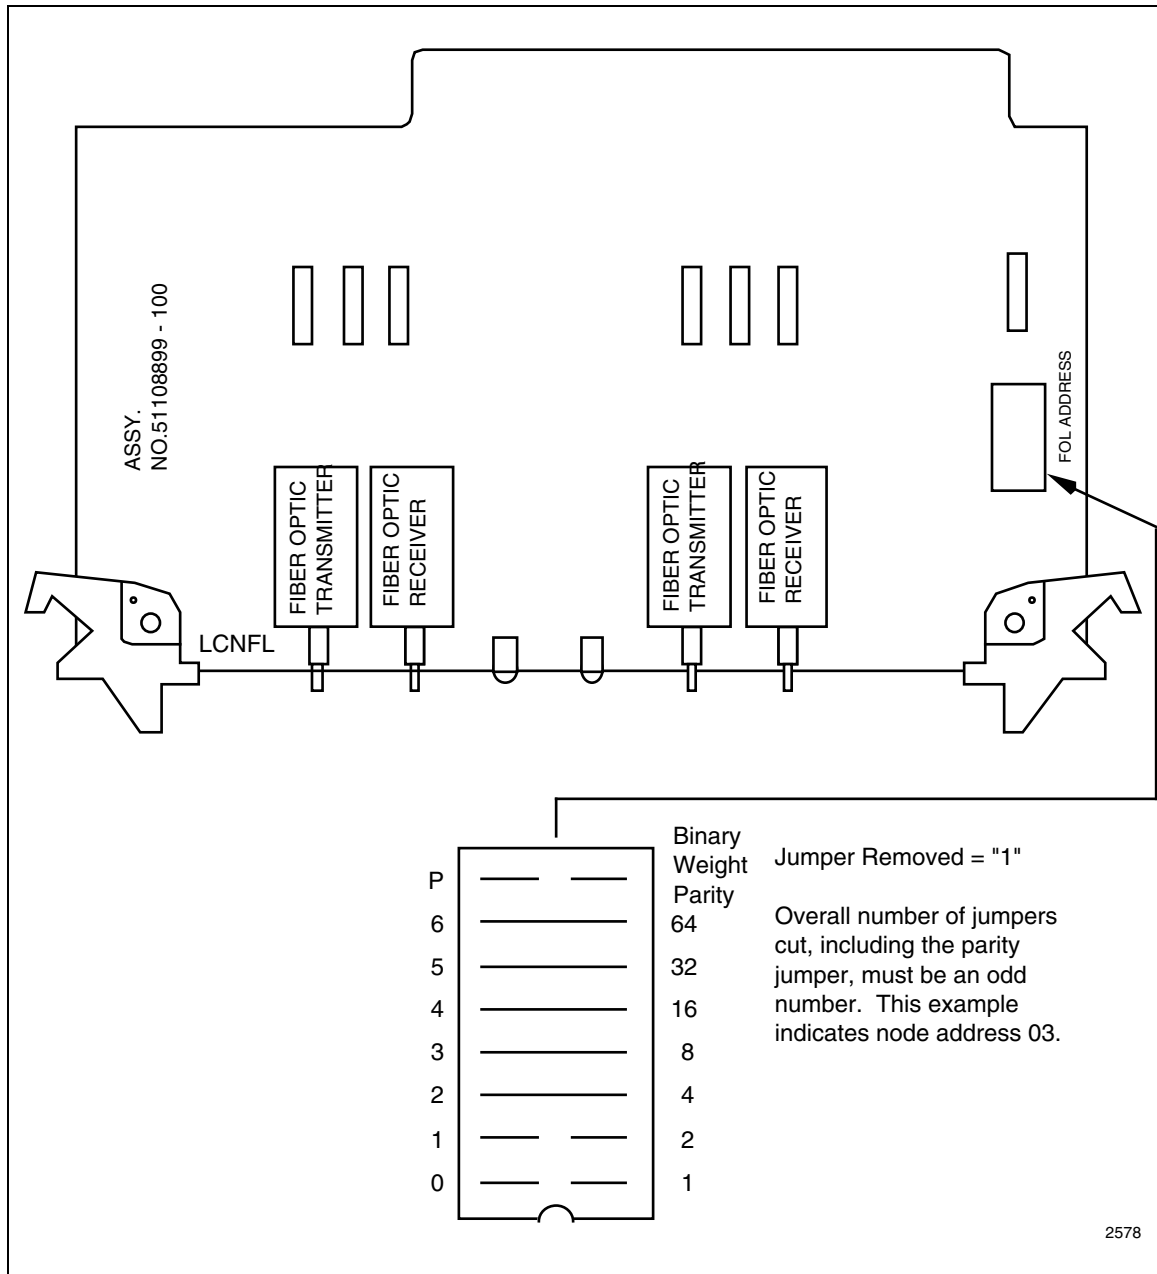 ASSY.
NO.51108899 - 100
FOL ADDRESS
FIBER OPTIC
TRANSMITTER
FIBER OPTIC
RECEIVER
FIBER OPTIC
TRANSMITTER
FIBER OPTIC
RECEIVER
LCNFL
Binary
Weight
Parity
P
6 64
5 32
4 16
3 8
2 4
1 2
0 1
Jumper Removed = "1"
Overall number of jumpers
cut, including the parity
jumper, must be an odd
number. This example
indicates node address 03.
2578